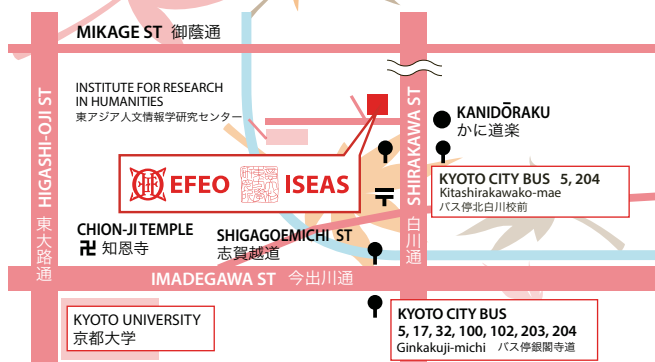 MIKAGE ST 御蔭通
HIGASHI-OJI ST 東大路通
INSTITUTE FOR RESEARCH
IN HUMANITIES
東アジア人文情報学研究センター
SHIRAKAWA ST 白川通
KANIDŌRAKU
かに道楽
EFEO ISEAS
KYOTO CITY BUS 5, 204
Kitashirakawako-mae
バス停北白川校前
CHION-JI TEMPLE
卍 知恩寺
SHIGAGOEMICHI ST
志賀越道
IMADEGAWA ST 今出川通
KYOTO UNIVERSITY
京都大学
KYOTO CITY BUS
5, 17, 32, 100, 102, 203, 204
Ginkakuji-michi バス停銀閣寺道